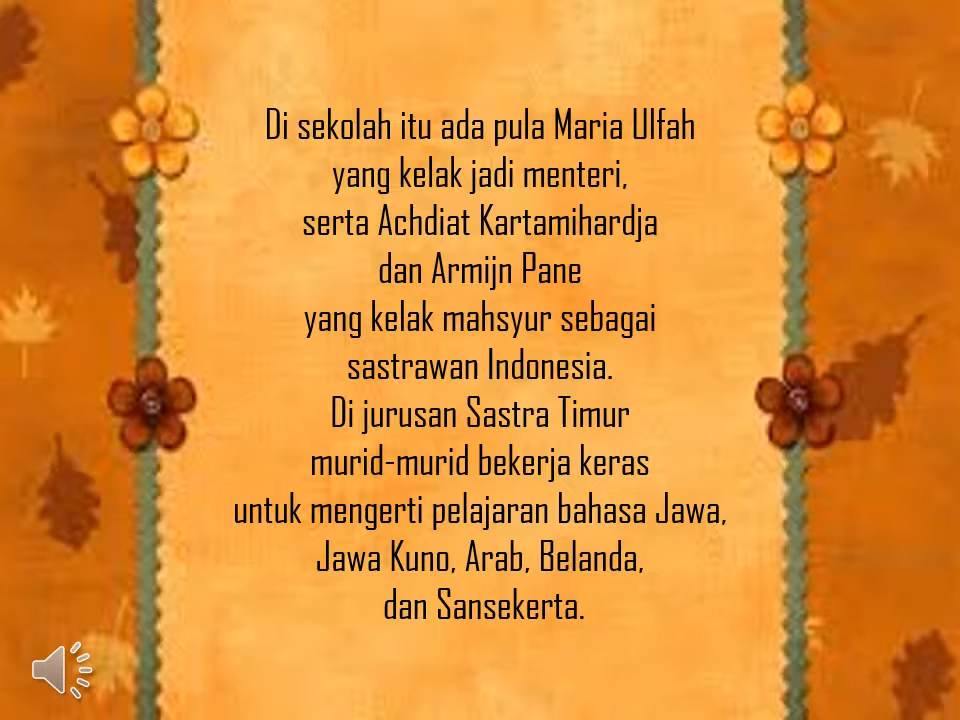 Di sekolah itu ada pula Maria Ulfah
yang kelak jadi menteri,
serta Achdiat Kartamihardja
dan Armijn Pane
yang kelak mahsyur sebagai
sastrawan Indonesia.
Di jurusan Sastra Timur
murid-murid bekerja keras
untuk mengerti pelajaran bahasa Jawa,
Jawa Kuno, Arab, Belanda,
dan Sansekerta.